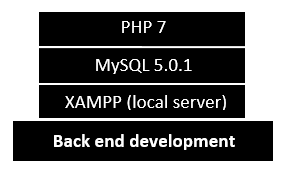 PHP 7
MySQL 5.0.1
XAMPP (local server)
Back end development